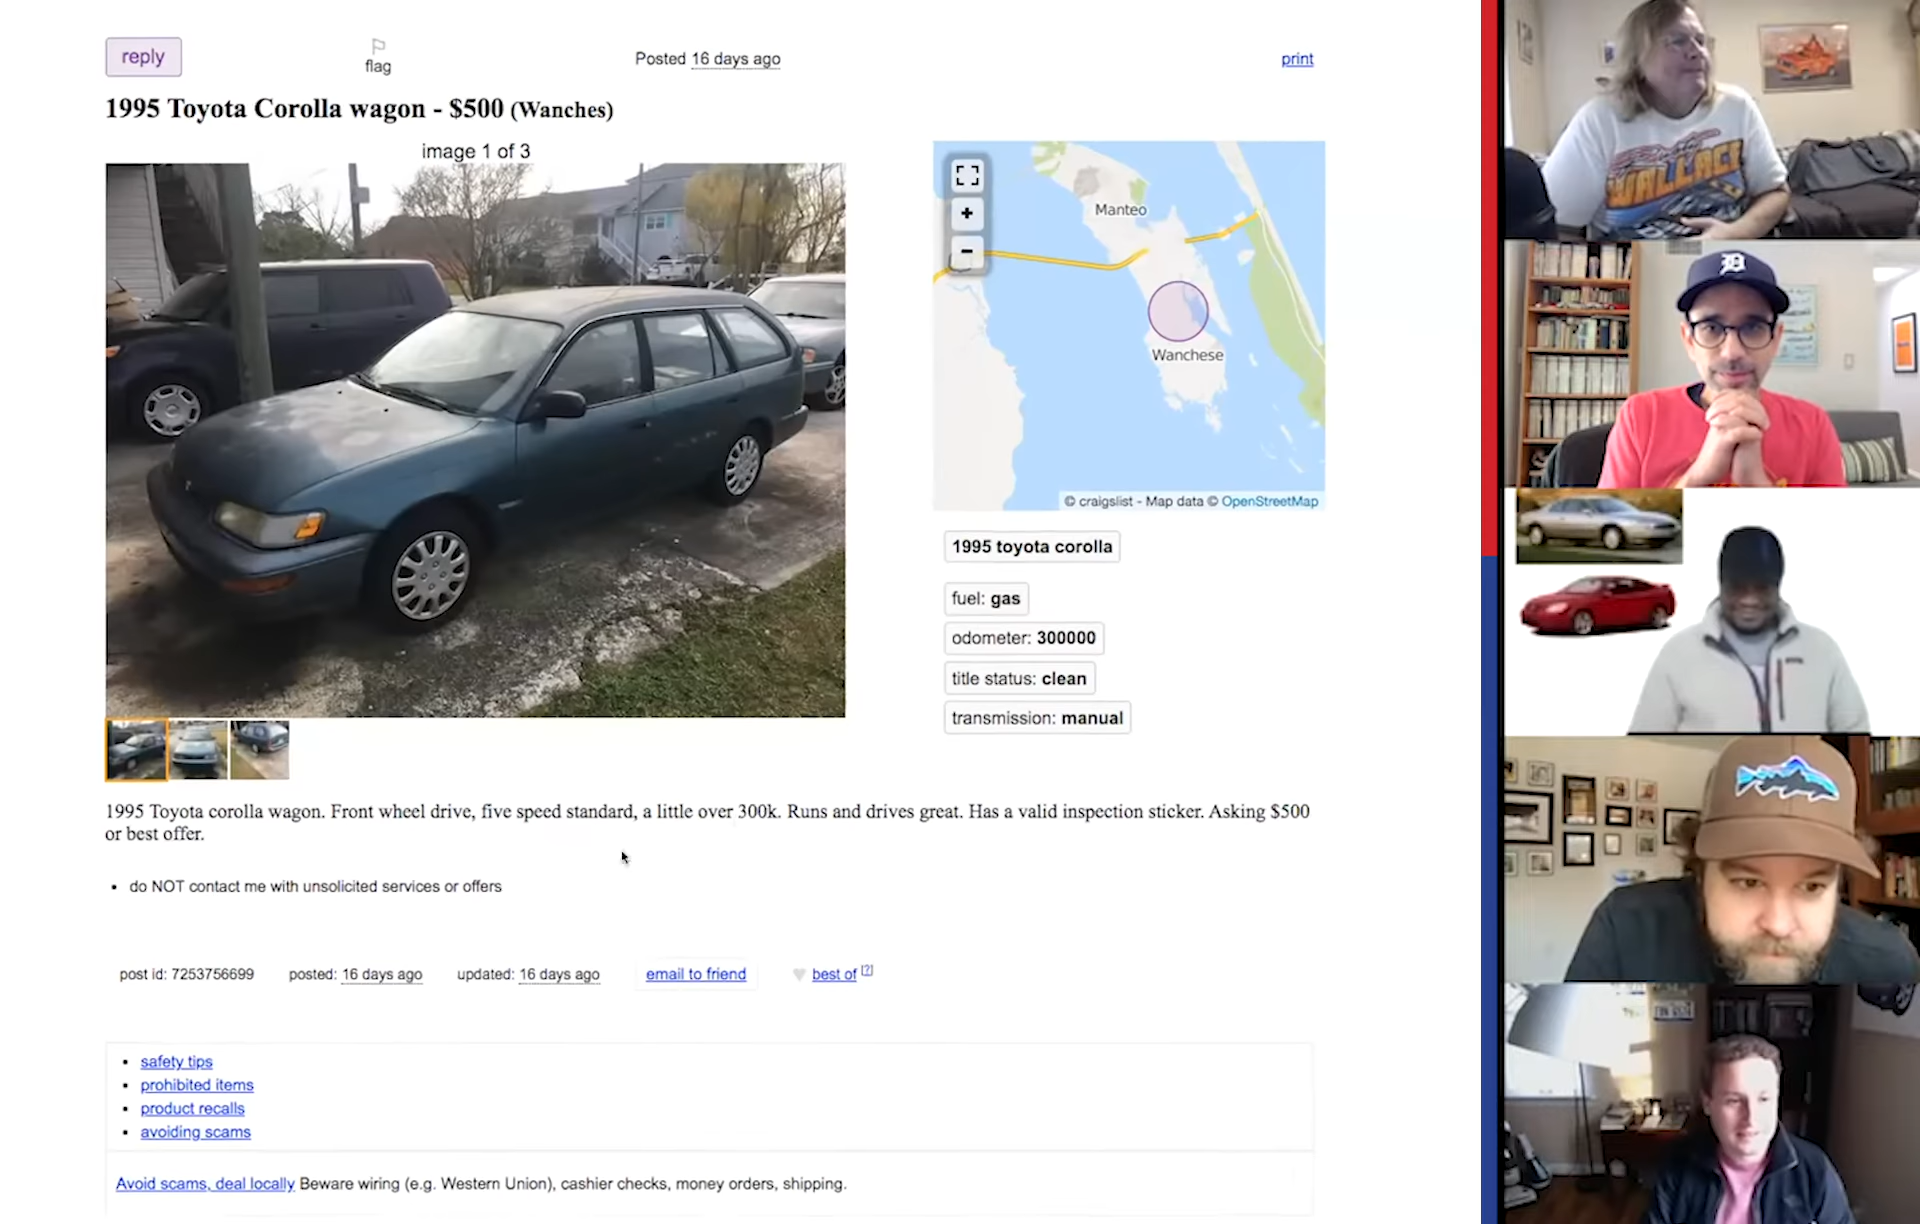 reply
flag
Posted 16 days ago
print
1995 Toyota Corolla wagon - $500 (Wanches)
image 1 of 3
Manteo
Wanchese
© craigslist - Map data © OpenStreetMap
1995 toyota corolla
fuel: gas
odometer: 300000
title status: clean
transmission: manual
1995 Toyota corolla wagon. Front wheel drive, five speed standard, a little over 300k. Runs and drives great. Has a valid inspection sticker. Asking $500
or best offer.
do NOT contact me with unsolicited services or offers
post id: 7253756699
posted: 16 days ago
updated: 16 days ago
email to friend
best of [?]
safety tips
prohibited items
product recalls
avoiding scams
Avoid scams, deal locally Beware wiring (e.g. Western Union), cashier checks, money orders, shipping.
WALLACE
D